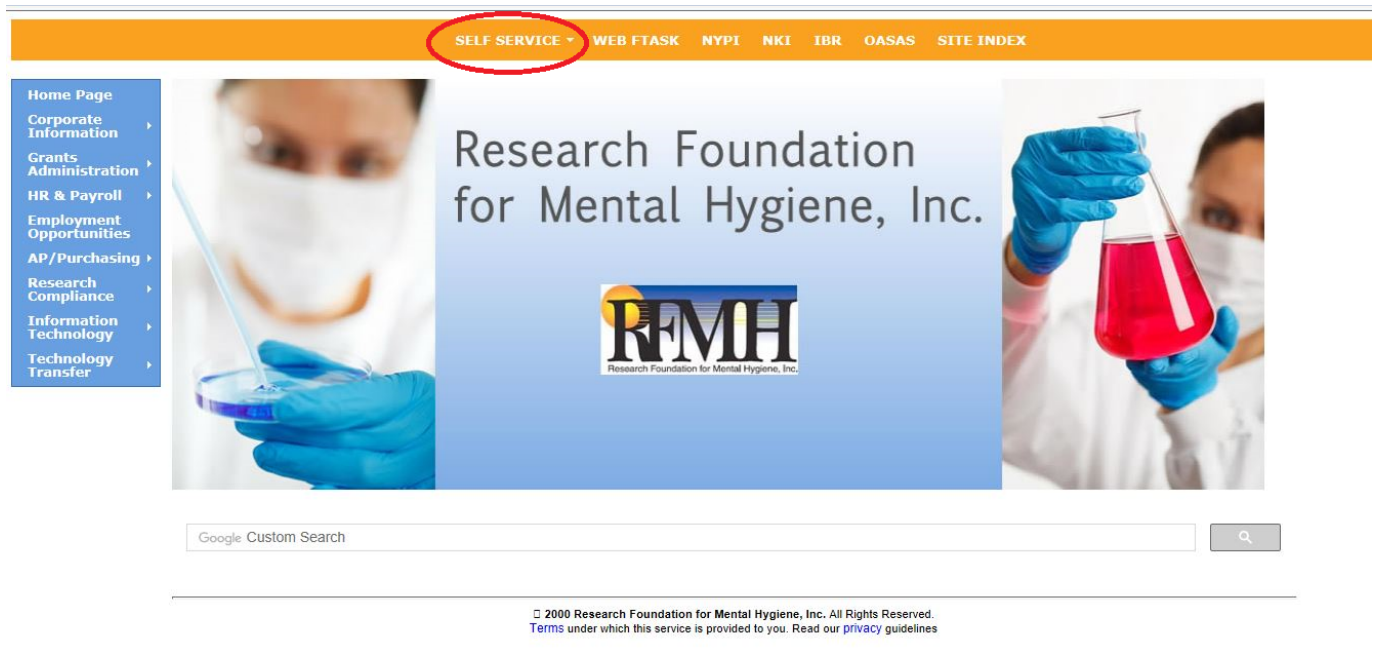 SELF SERVICE WEB FTASK NYPI NKI IBR OASAS SITE INDEX
Home Page
Corporate
Information
Grants
Administration
HR & Payroll
Employment
Opportunities
AP/Purchasing
Research
Compliance
Information
Technology
Technology
Transfer
Research Foundation
for Mental Hygiene, Inc.
RFMH
Research Foundation for Mental Hygiene, Inc.
Google Custom Search
2000 Research Foundation for Mental Hygiene, Inc. All Rights Reserved.
Terms under which this service is provided to you. Read our privacy guidelines